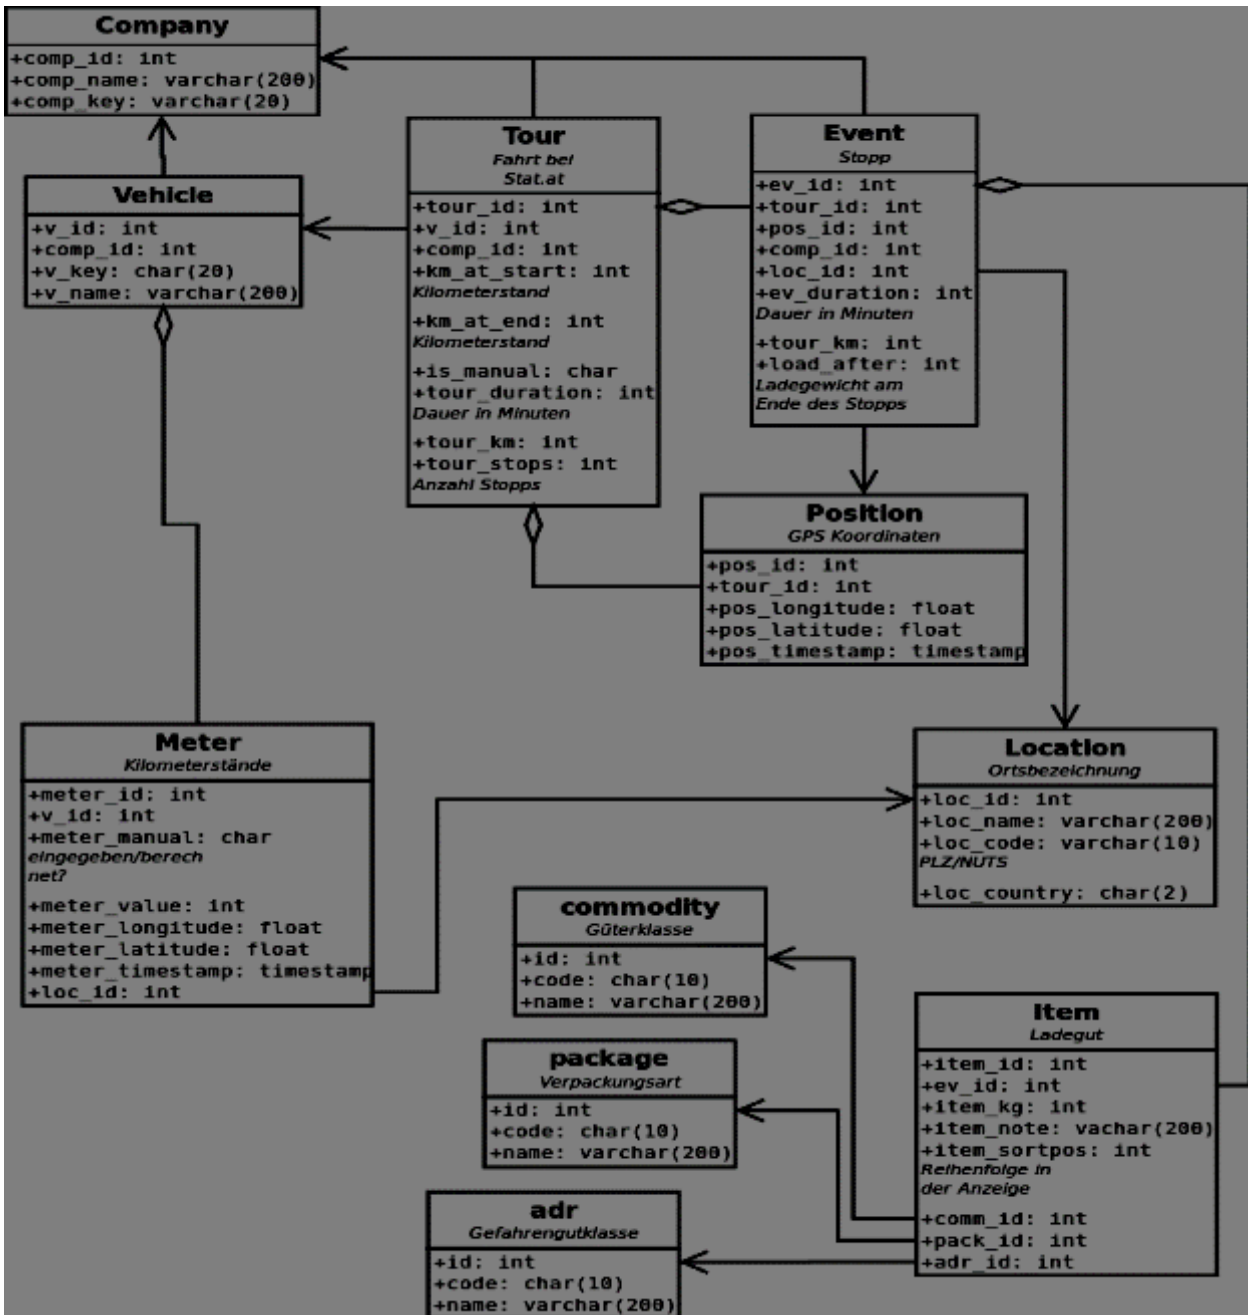 Company
+comp_id: int
+comp_name: varchar(200)
+comp_key: varchar(20)
Vehicle
+v_id: int
+comp_id: int
+v_key: char(20)
+v_name: varchar(200)
Tour
Fahrt bei
Stat.at
+tour_id: int
+v_id: int
+comp_id: int
+km_at_start: int
Kilometerstand
+km_at_end: int
Kilometerstand
+is_manual: char
+tour_duration: int
Dauer in Minuten
+tour_km: int
+tour_stops: int
Anzahl Stopps
Event
Stopp
+ev_id: int
+tour_id: int
+pos_id: int
+comp_id: int
+loc_id: int
+ev_duration: int
Dauer in Minuten
+tour_km: int
+load_after: int
Ladegewicht am
Ende des Stopps
Position
GPS Koordinaten
+pos_id: int
+tour_id: int
+pos_longitude: float
+pos_latitude: float
+pos_timestamp: timestamp
Meter
Kilometerstände
+meter_id: int
+v_id: int
+meter_manual: char
eingegeben/berech
net?
+meter_value: int
+meter_longitude: float
+meter_latitude: float
+meter_timestamp: timestamp
+loc_id: int
Location
Ortsbezeichnung
+loc_id: int
+loc_name: varchar(200)
+loc_code: varchar(10)
PLZ/NUTS
+loc_country: char(2)
commodity
Güterklasse
+id: int
+code: char(10)
+name: varchar(200)
package
Verpackungsart
+id: int
+code: char(10)
+name: varchar(200)
adr
Gefahrengutklasse
+id: int
+code: char(10)
+name: varchar(200)
Item
Ladegut
+item_id: int
+ev_id: int
+item_kg: int
+item_note: vachar(200)
+item_sortpos: int
Reihenfolge in
der Anzeige
+comm_id: int
+pack_id: int
+adr_id: int